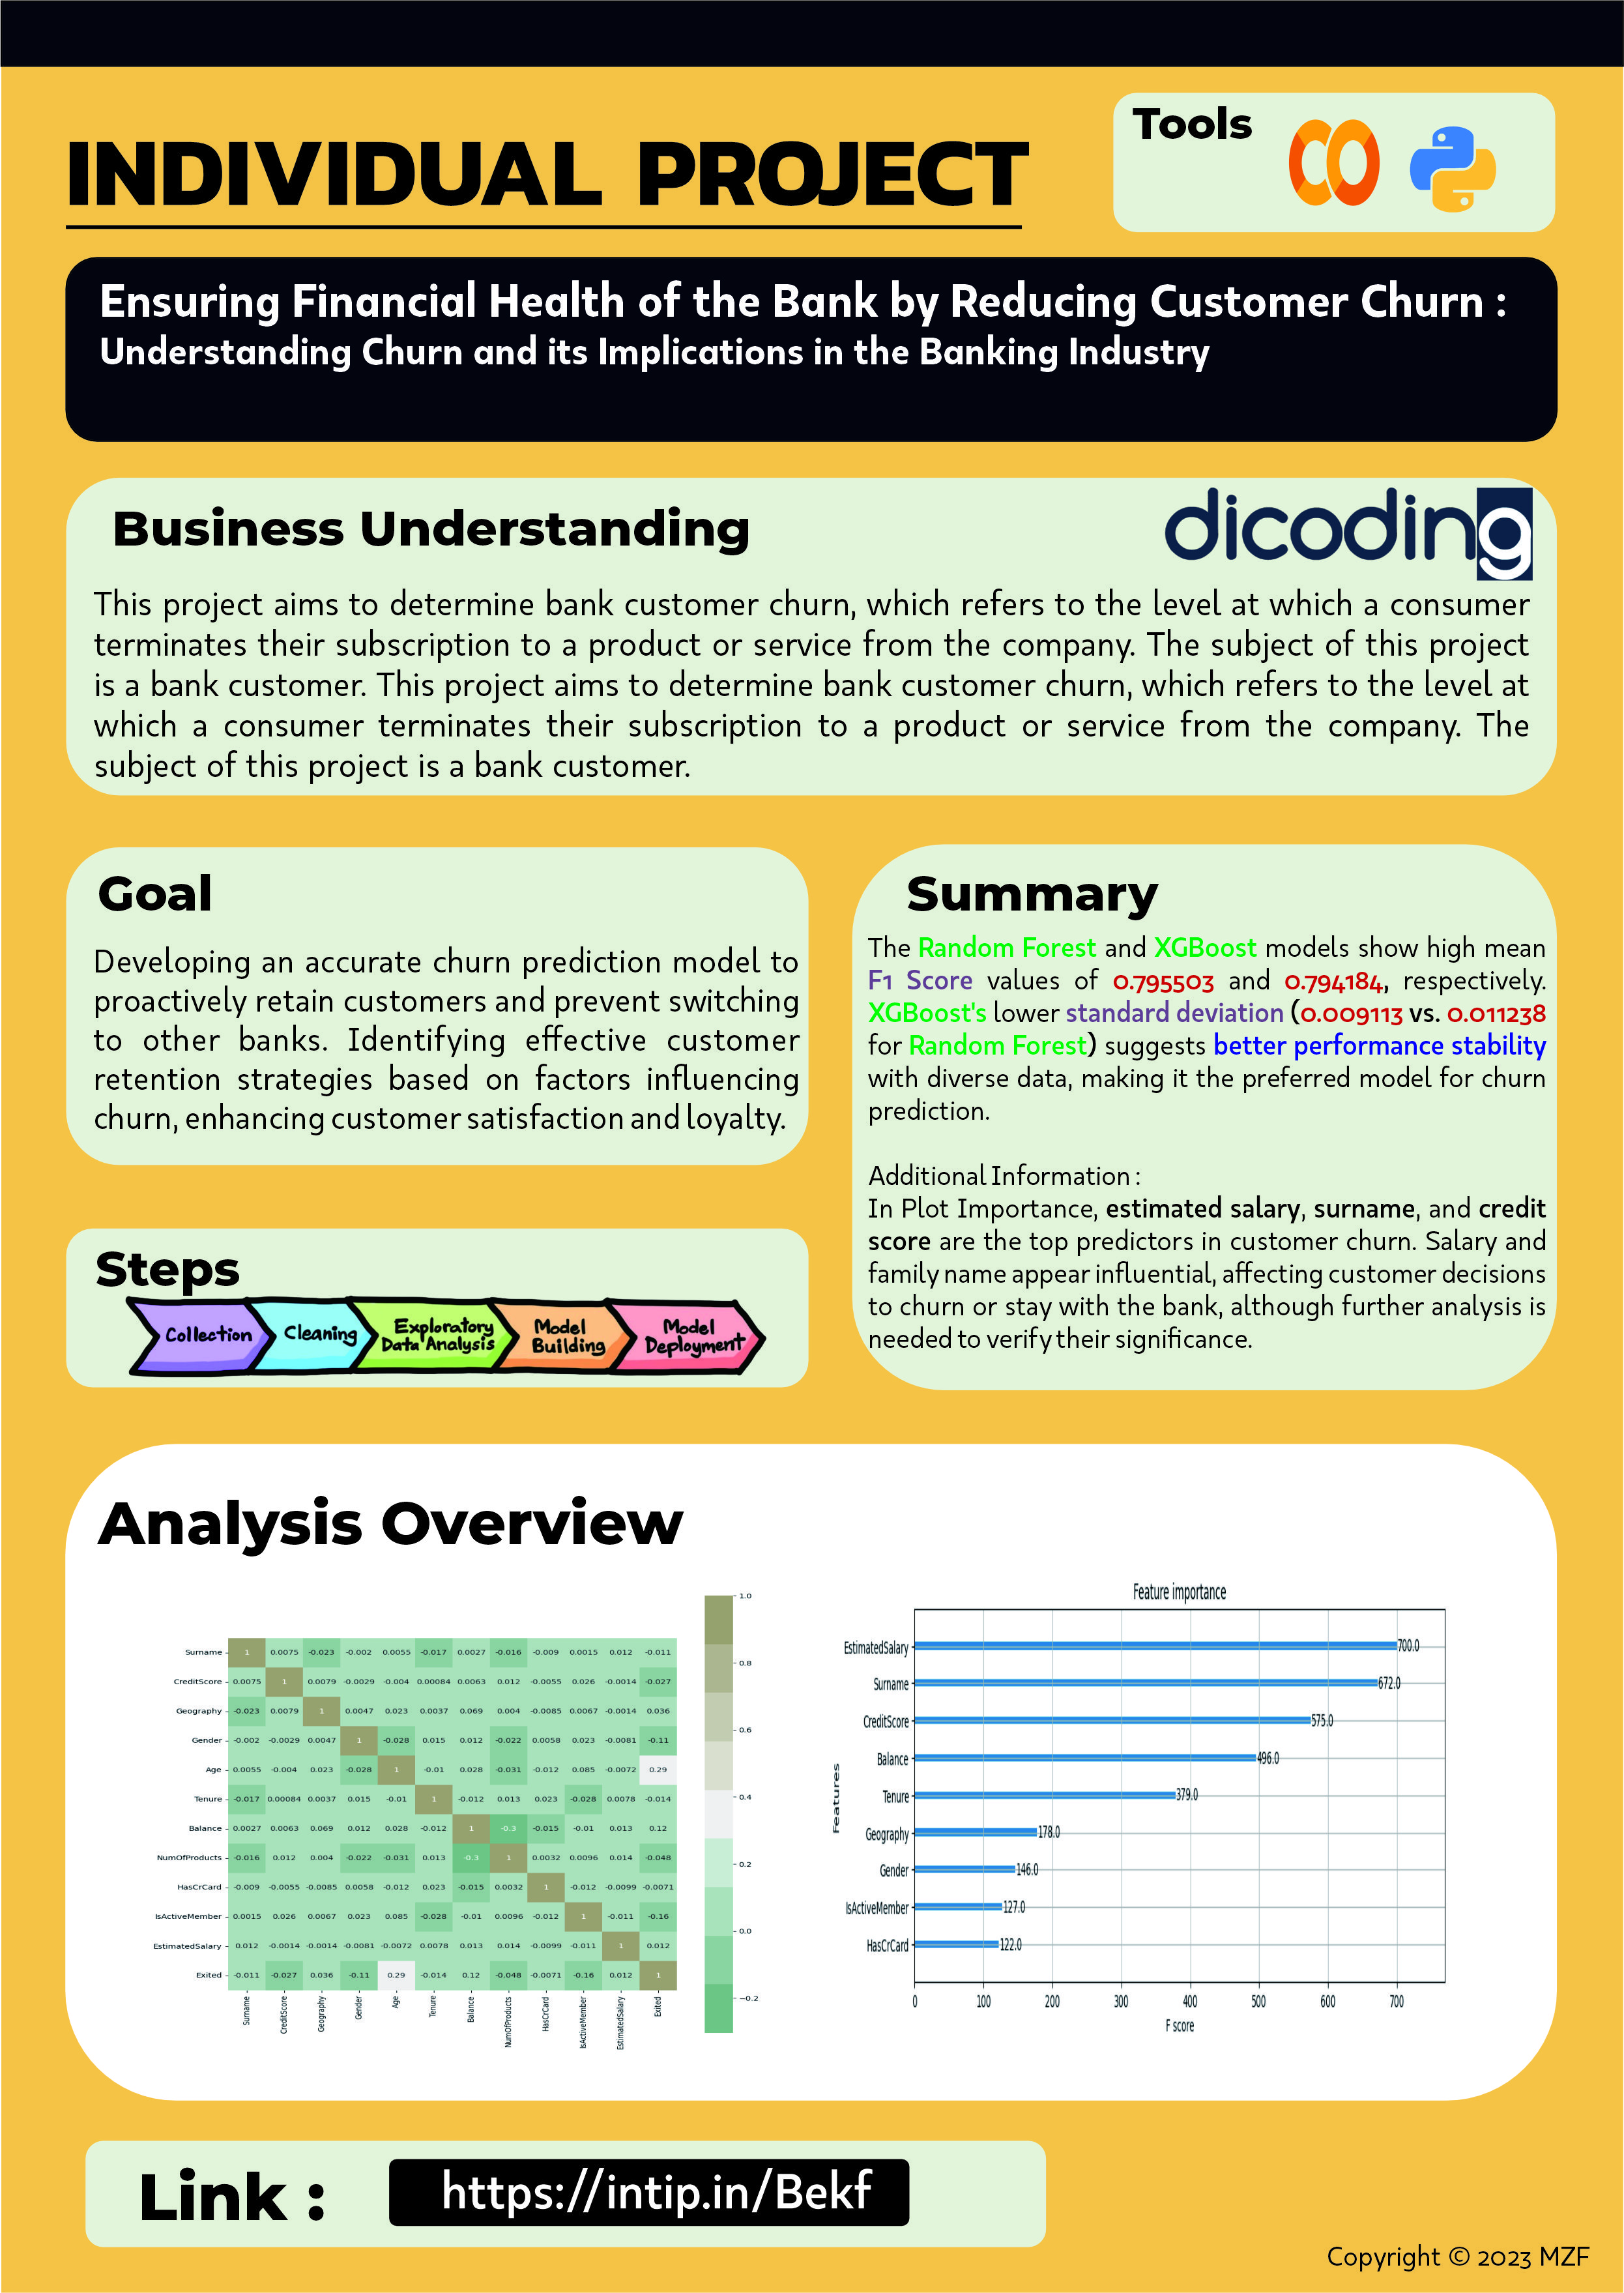 INDIVIDUAL PROJECT
Tools
Ensuring Financial Health of the Bank by Reducing Customer Churn :
Understanding Churn and its Implications in the Banking Industry
Business Understanding
dicoding
This project aims to determine bank customer churn, which refers to the level at which a consumer
terminates their subscription to a product or service from the company. The subject of this project
is a bank customer. This project aims to determine bank customer churn, which refers to the level at
which a consumer terminates their subscription to a product or service from the company. The
subject of this project is a bank customer.
Goal
Developing an accurate churn prediction model to
proactively retain customers and prevent switching
to other banks. Identifying effective customer
retention strategies based on factors influencing
churn, enhancing customer satisfaction and loyalty.
Steps
Collection
Cleaning
Exploratory
Data Analysis
Model
Building
Model
Deployment
Summary
The Random Forest and XGBoost models show high mean
F1 Score values of 0.795503 and 0.794184, respectively.
XGBoost's lower standard deviation (0.009113 vs. 0.011238
for Random Forest) suggests better performance stability
with diverse data, making it the preferred model for churn
prediction.
Additional Information :
In Plot Importance, estimated salary, surname, and credit
score are the top predictors in customer churn. Salary and
family name appear influential, affecting customer decisions
to churn or stay with the bank, although further analysis is
needed to verify their significance.
Analysis Overview
Surname 1 0.0075 -0.023 -0.002 0.0055 -0.017 0.0027 -0.016 -0.009 0.0015 0.012 -0.011
CreditScore 0.0075 1 0.0079 -0.0029 -0.004 0.00084 0.0063 0.012 -0.0055 0.026 -0.0014 -0.027
Geography -0.023 0.0079 1 0.0047 0.023 0.0037 0.069 0.004 -0.0085 0.0067 -0.0014 0.036
Gender -0.002 -0.0029 0.0047 1 -0.028 0.015 0.012 -0.022 0.0058 0.023 -0.0081 -0.11
Age 0.0055 -0.004 0.023 -0.028 1 -0.01 0.028 -0.031 -0.012 0.085 -0.0072 0.29
Tenure -0.017 0.00084 0.0037 0.015 -0.01 1 -0.012 0.013 0.023 -0.028 0.0078 -0.014
Balance 0.0027 0.0063 0.069 0.012 0.028 -0.012 1 -0.3 -0.015 -0.01 0.013 0.12
NumOfProducts -0.016 0.012 0.004 -0.022 -0.031 0.013 -0.3 1 0.0032 0.0096 0.014 -0.048
HasCrCard -0.009 -0.0055 -0.0085 0.0058 -0.012 0.023 -0.015 0.0032 1 -0.012 -0.0099 -0.0071
IsActiveMember 0.0015 0.026 0.0067 0.023 0.085 -0.028 -0.01 0.0096 -0.012 1 -0.011 -0.16
EstimatedSalary 0.012 -0.0014 -0.0014 -0.0081 -0.0072 0.0078 0.013 0.014 -0.0099 -0.011 1 0.012
Exited -0.011 -0.027 0.036 -0.11 0.29 -0.014 0.12 -0.048 -0.0071 -0.16 0.012 1
Surname CreditScore Geography Gender Age Tenure Balance NumOfProducts HasCrCard IsActiveMember EstimatedSalary Exited
1.0
0.8
0.6
0.4
0.2
0.0
-0.2
Feature importance
Features
EstimatedSalary 700.0
Surname 672.0
CreditScore 575.0
Balance 496.0
Tenure 379.0
Geography 178.0
Gender 146.0
IsActiveMember 127.0
HasCrCard 122.0
0 100 200 300 400 500 600 700
F score
Link : https://intip.in/Bekf
Copyright © 2023 MZF